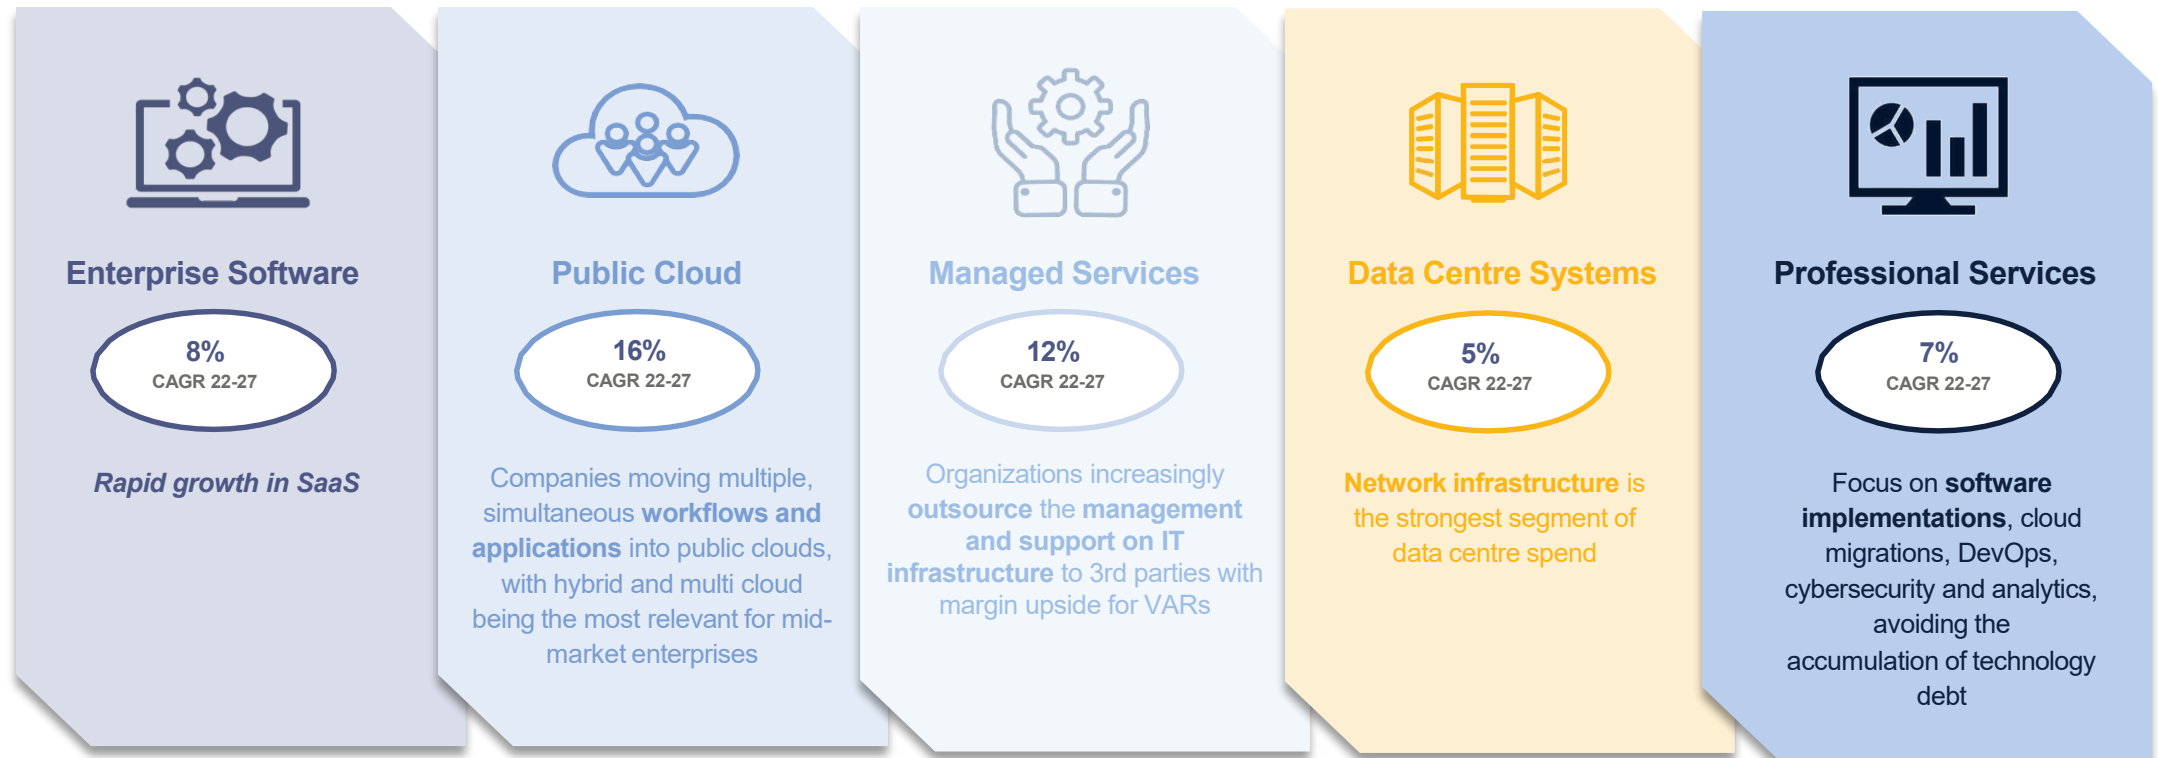 Enterprise Software
8%
CAGR 22-27
Rapid growth in SaaS
Public Cloud
16%
CAGR 22-27
Companies moving multiple,
simultaneous workflows and
applications into public clouds,
with hybrid and multi cloud
being the most relevant for mid-
market enterprises
Managed Services
12%
CAGR 22-27
Organizations increasingly
outsource the management
and support on IT
infrastructure to 3rd parties with
margin upside for VARs
Data Centre Systems
5%
CAGR 22-27
Network infrastructure is
the strongest segment of
data centre spend
Professional Services
7%
CAGR 22-27
Focus on software
implementations, cloud
migrations, DevOps,
cybersecurity and analytics,
avoiding the
accumulation of technology
debt